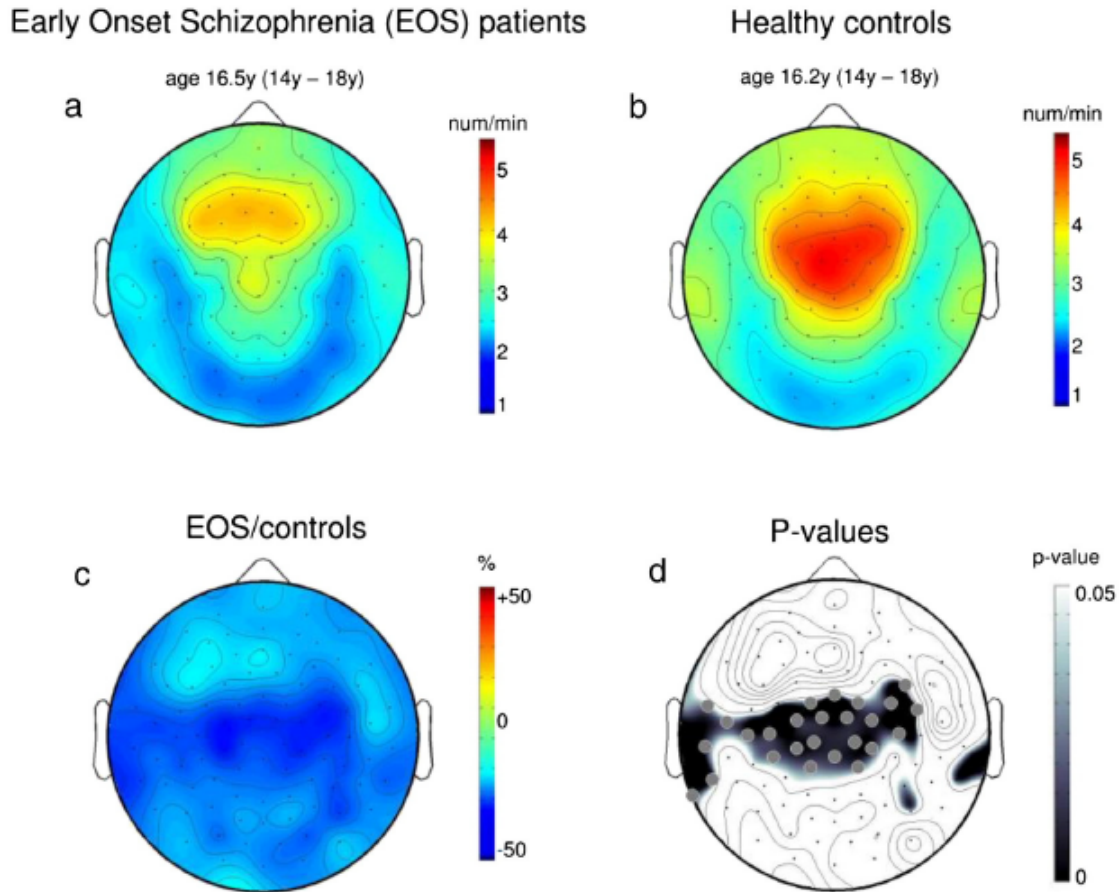 Early Onset Schizophrenia (EOS) patients
Healthy controls
age 16.5y (14y – 18y)
age 16.2y (14y – 18y)
a
num/min
5
4
3
2
1
b
num/min
5
4
3
2
1
EOS/controls
P-values
c
%
+50
0
-50
d
p-value
0.05
0